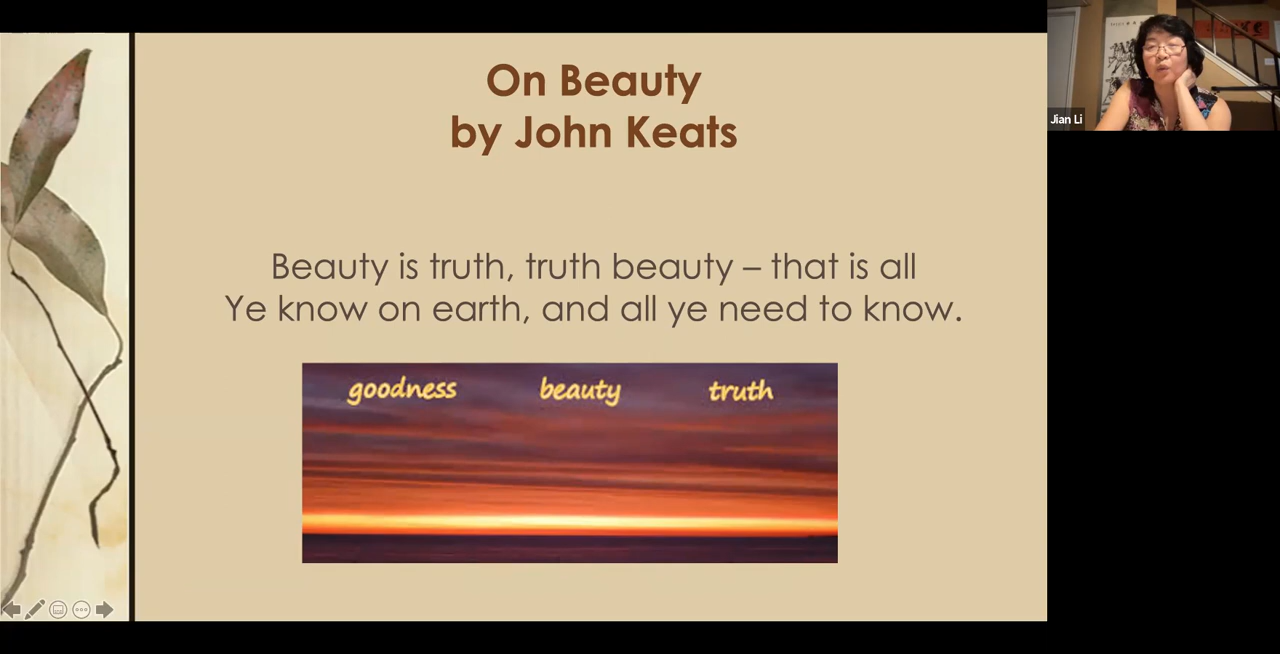 On Beauty
by John Keats
Beauty is truth, truth beauty – that is all
Ye know on earth, and all ye need to know.
goodness beauty truth
Jian Li